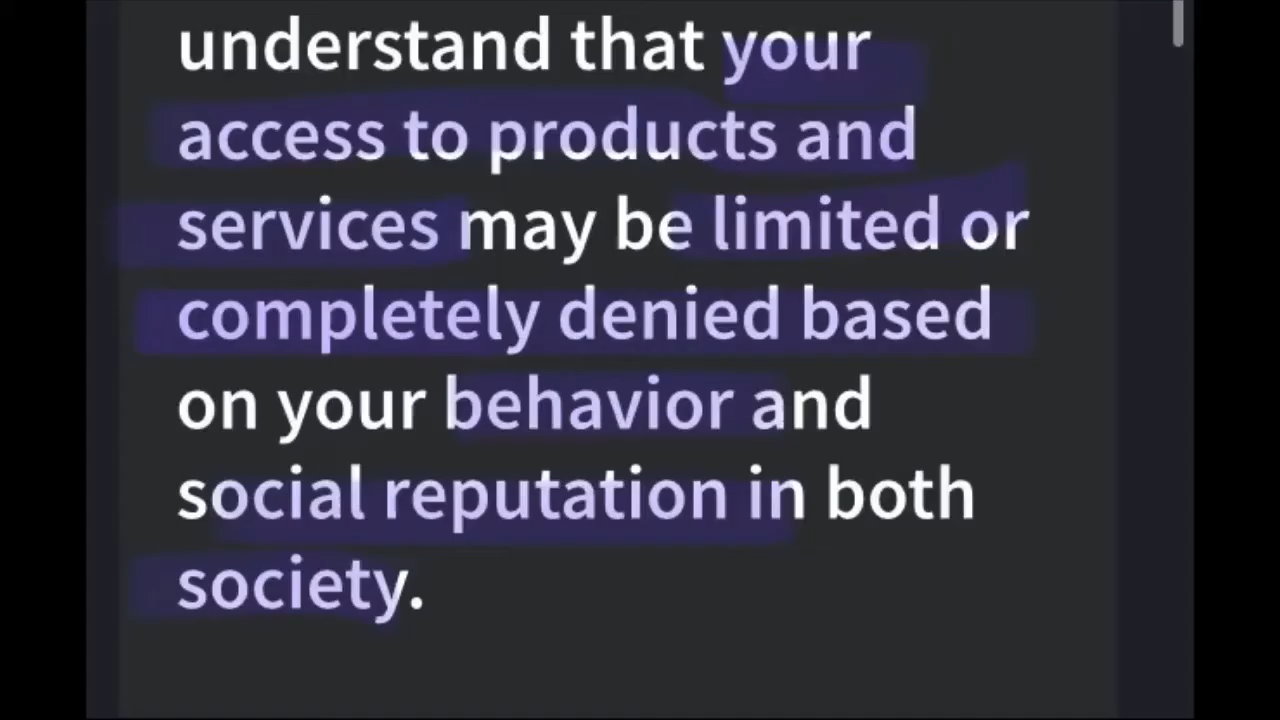 understand that your
access to products and
services may be limited or
completely denied based
on your behavior and
social reputation in both
society.